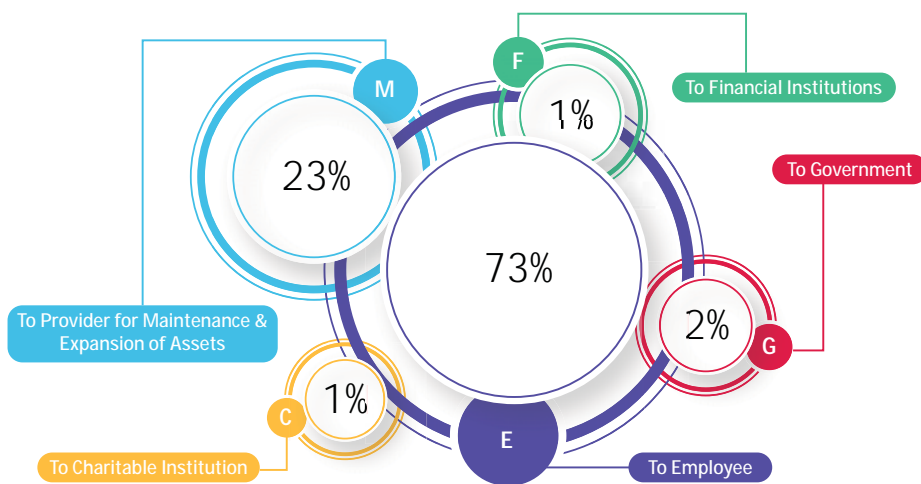 M
F
To Financial Institutions
1%
23%
To Government
73%
2%
G
To Provider for Maintenance &
Expansion of Assets
1%
C
E
To Charitable Institution
To Employee